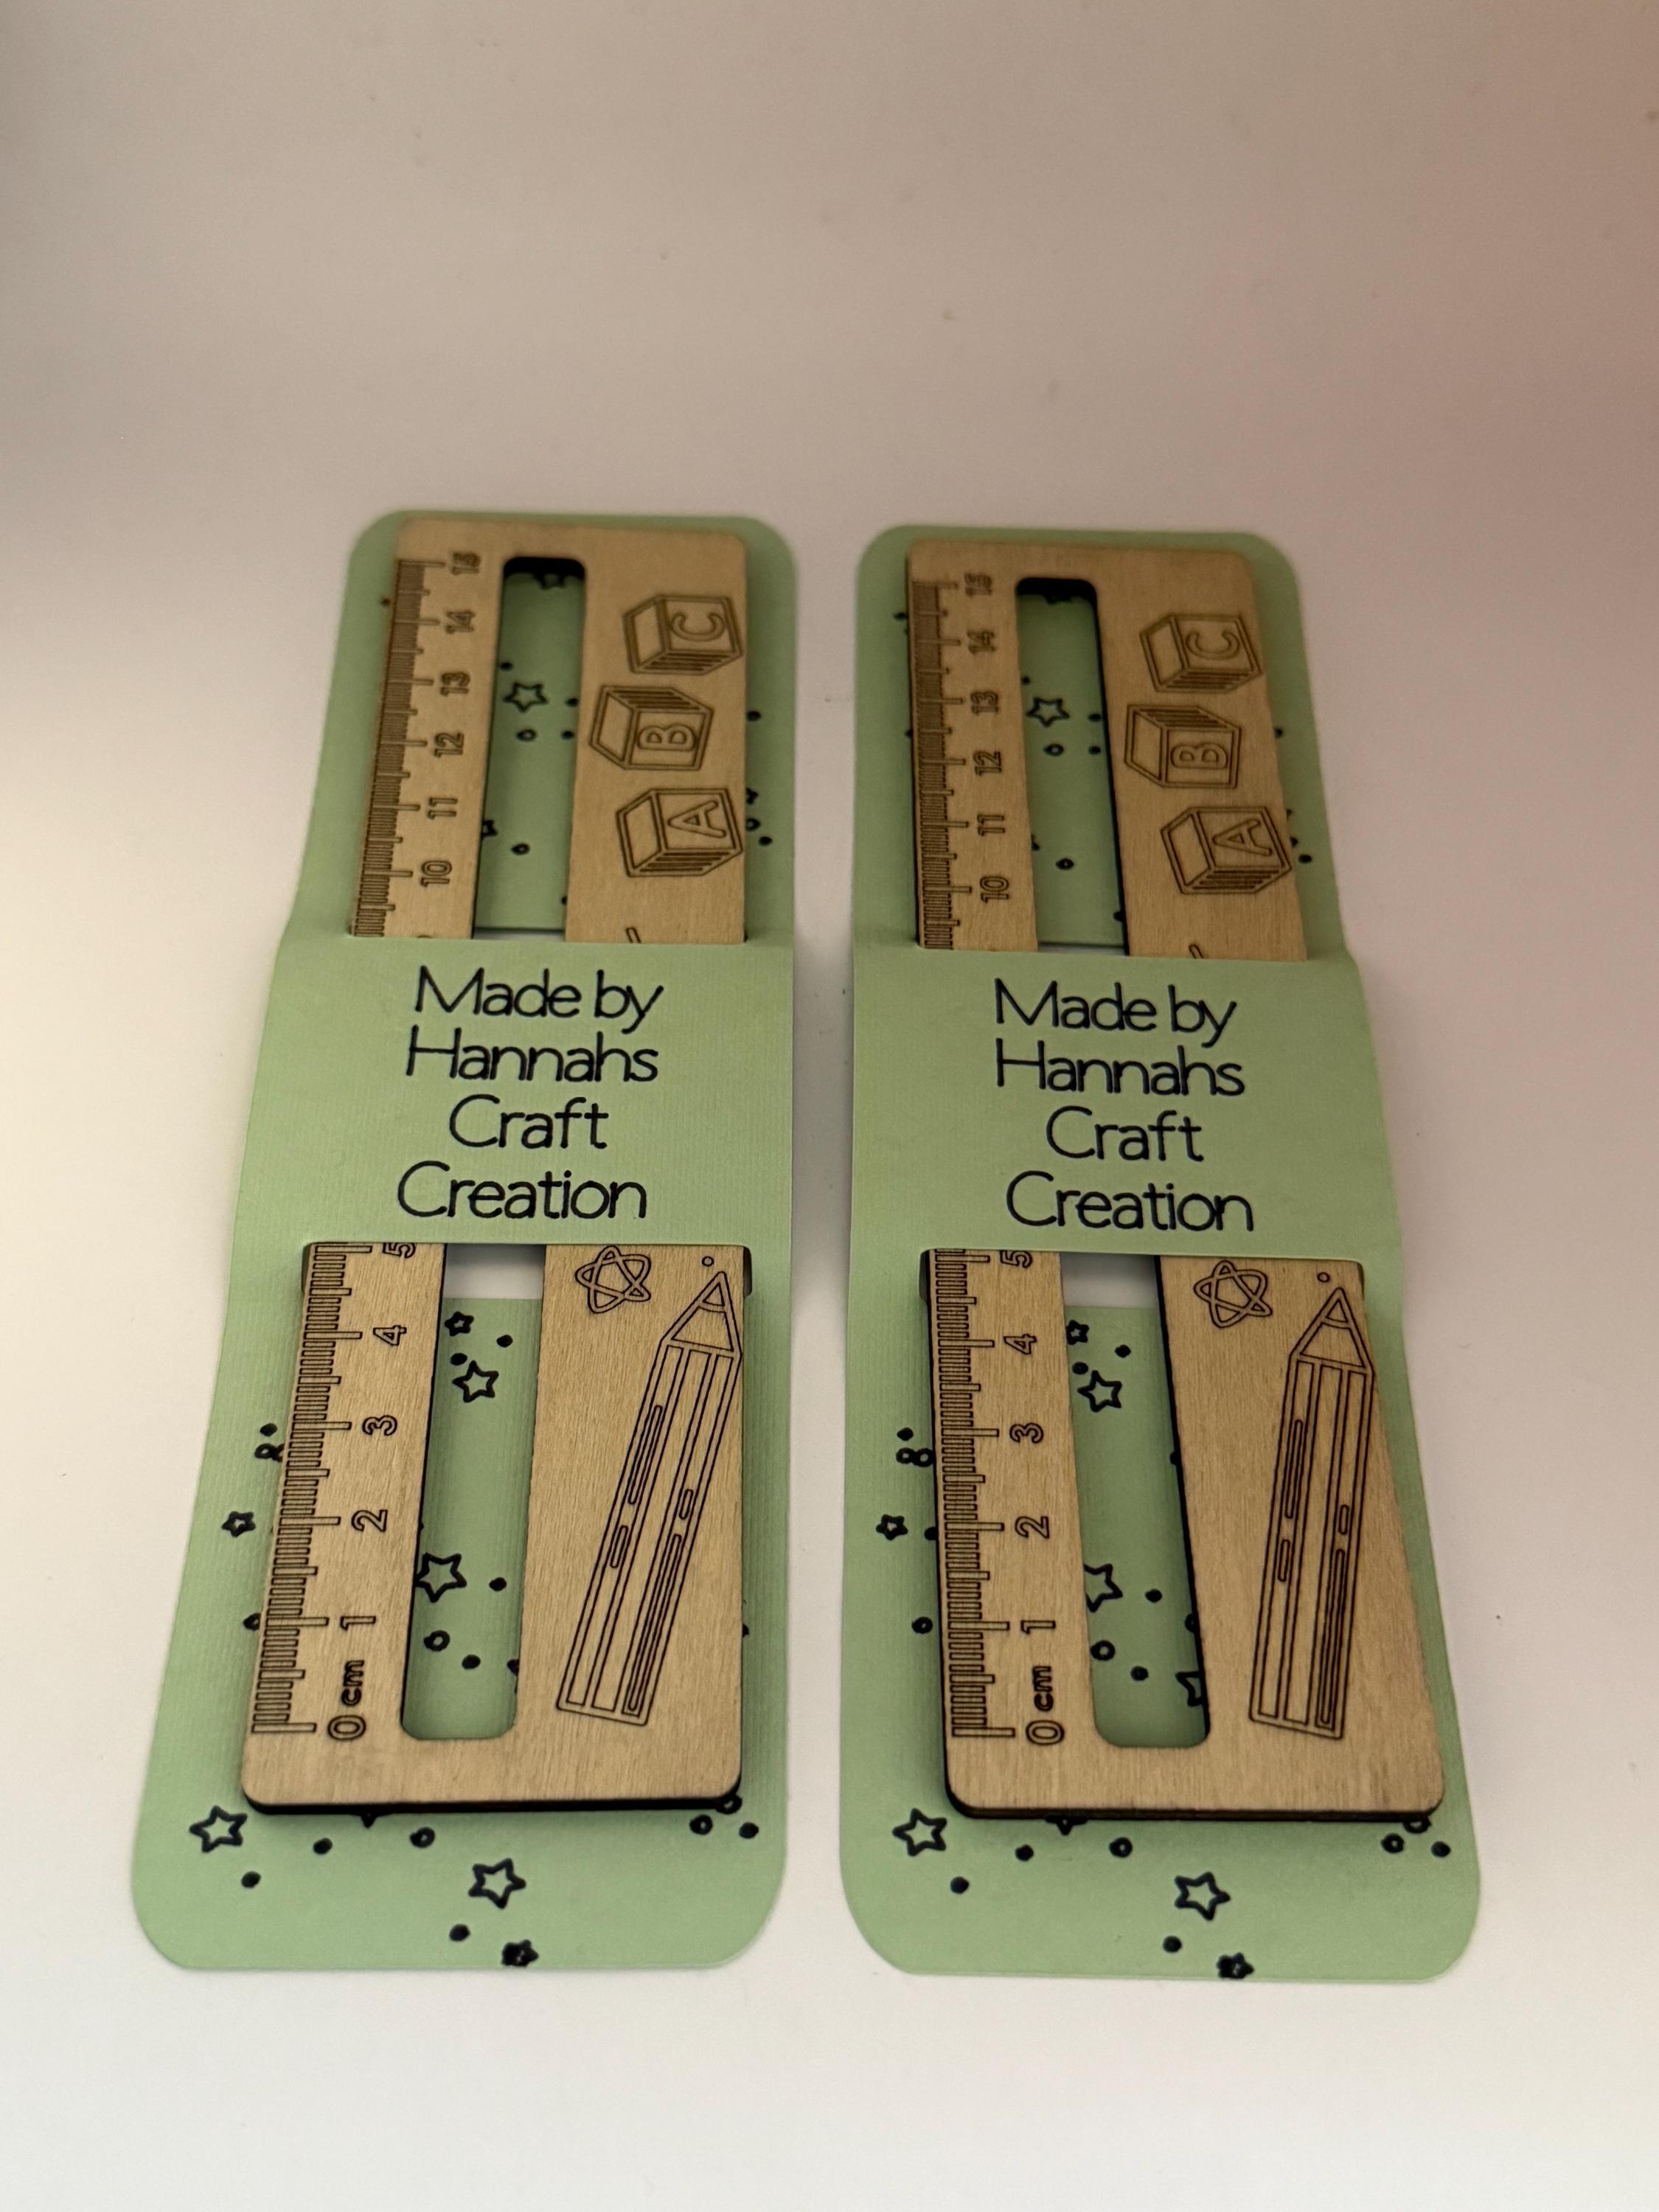 15
14
C
13
B
12
11
A
10
Made by
Hannahs
Craft
Creation
5
4
3
2
1
0 cm
15
14
C
13
B
12
11
A
10
Made by
Hannahs
Craft
Creation
5
4
3
2
1
0 cm